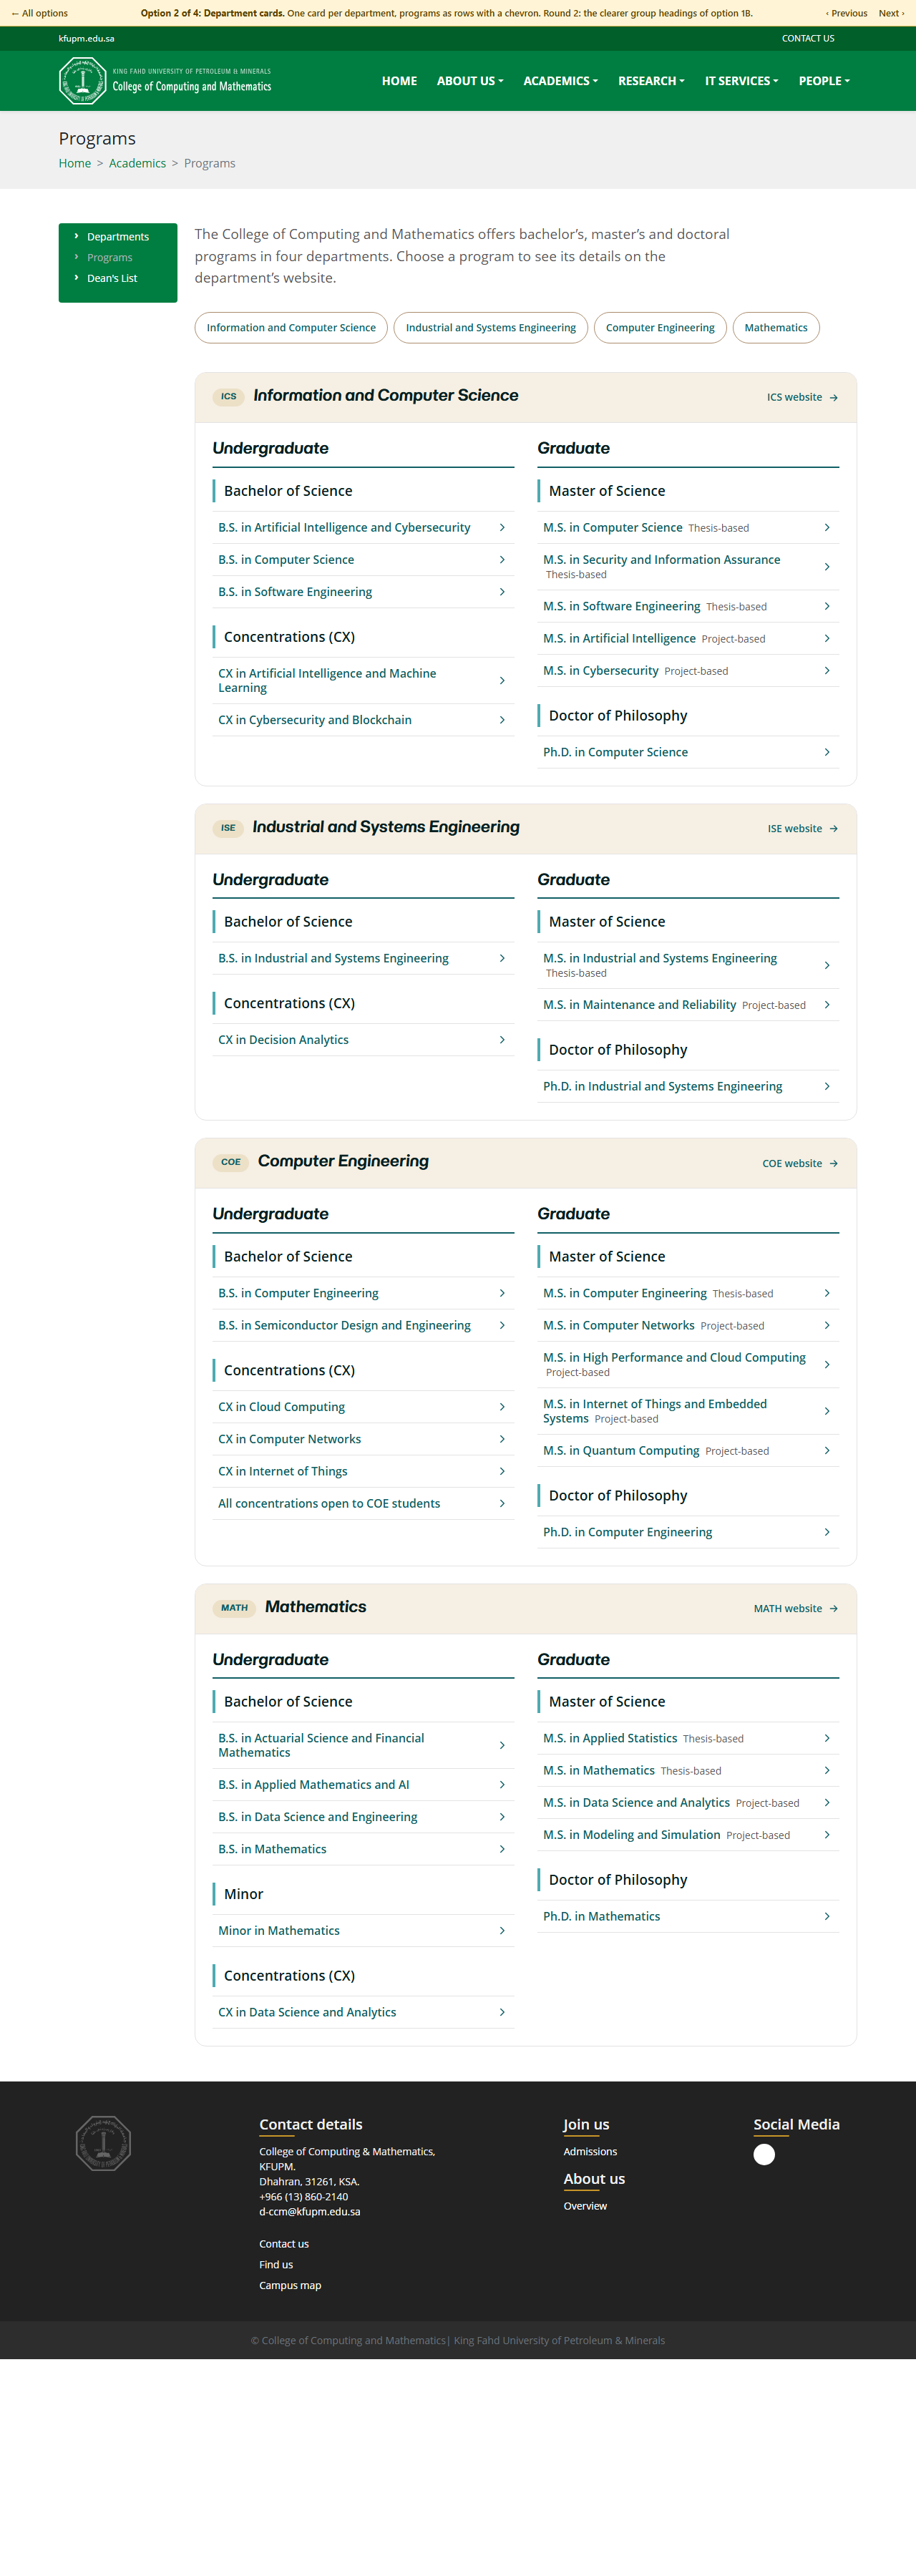 ← All options
Option 2 of 4: Department cards. One card per department, programs as rows with a chevron. Round 2: the clearer group headings of option 1B.
‹ Previous Next ›
kfupm.edu.sa
CONTACT US
KING FAHD UNIVERSITY OF PETROLEUM & MINERALS
College of Computing and Mathematics
HOME ABOUT US ACADEMICS RESEARCH IT SERVICES PEOPLE
Programs
Home > Academics > Programs
Departments
Programs
Dean's List
The College of Computing and Mathematics offers bachelor’s, master’s and doctoral
programs in four departments. Choose a program to see its details on the
department’s website.
Information and Computer Science
Industrial and Systems Engineering
Computer Engineering
Mathematics
ICS Information and Computer Science
ICS website →
Undergraduate
Bachelor of Science
B.S. in Artificial Intelligence and Cybersecurity
B.S. in Computer Science
B.S. in Software Engineering
Concentrations (CX)
CX in Artificial Intelligence and Machine
Learning
CX in Cybersecurity and Blockchain
Graduate
Master of Science
M.S. in Computer Science Thesis-based
M.S. in Security and Information Assurance
Thesis-based
M.S. in Software Engineering Thesis-based
M.S. in Artificial Intelligence Project-based
M.S. in Cybersecurity Project-based
Doctor of Philosophy
Ph.D. in Computer Science
ISE Industrial and Systems Engineering
ISE website →
Undergraduate
Bachelor of Science
B.S. in Industrial and Systems Engineering
Concentrations (CX)
CX in Decision Analytics
Graduate
Master of Science
M.S. in Industrial and Systems Engineering
Thesis-based
M.S. in Maintenance and Reliability Project-based
Doctor of Philosophy
Ph.D. in Industrial and Systems Engineering
COE Computer Engineering
COE website →
Undergraduate
Bachelor of Science
B.S. in Computer Engineering
B.S. in Semiconductor Design and Engineering
Concentrations (CX)
CX in Cloud Computing
CX in Computer Networks
CX in Internet of Things
All concentrations open to COE students
Graduate
Master of Science
M.S. in Computer Engineering Thesis-based
M.S. in Computer Networks Project-based
M.S. in High Performance and Cloud Computing
Project-based
M.S. in Internet of Things and Embedded
Systems Project-based
M.S. in Quantum Computing Project-based
Doctor of Philosophy
Ph.D. in Computer Engineering
MATH Mathematics
MATH website →
Undergraduate
Bachelor of Science
B.S. in Actuarial Science and Financial
Mathematics
B.S. in Applied Mathematics and AI
B.S. in Data Science and Engineering
B.S. in Mathematics
Minor
Minor in Mathematics
Concentrations (CX)
CX in Data Science and Analytics
Graduate
Master of Science
M.S. in Applied Statistics Thesis-based
M.S. in Mathematics Thesis-based
M.S. in Data Science and Analytics Project-based
M.S. in Modeling and Simulation Project-based
Doctor of Philosophy
Ph.D. in Mathematics
Contact details
College of Computing & Mathematics,
KFUPM.
Dhahran, 31261, KSA.
+966 (13) 860-2140
d-ccm@kfupm.edu.sa
Contact us
Find us
Campus map
Join us
Admissions
About us
Overview
Social Media
© College of Computing and Mathematics| King Fahd University of Petroleum & Minerals